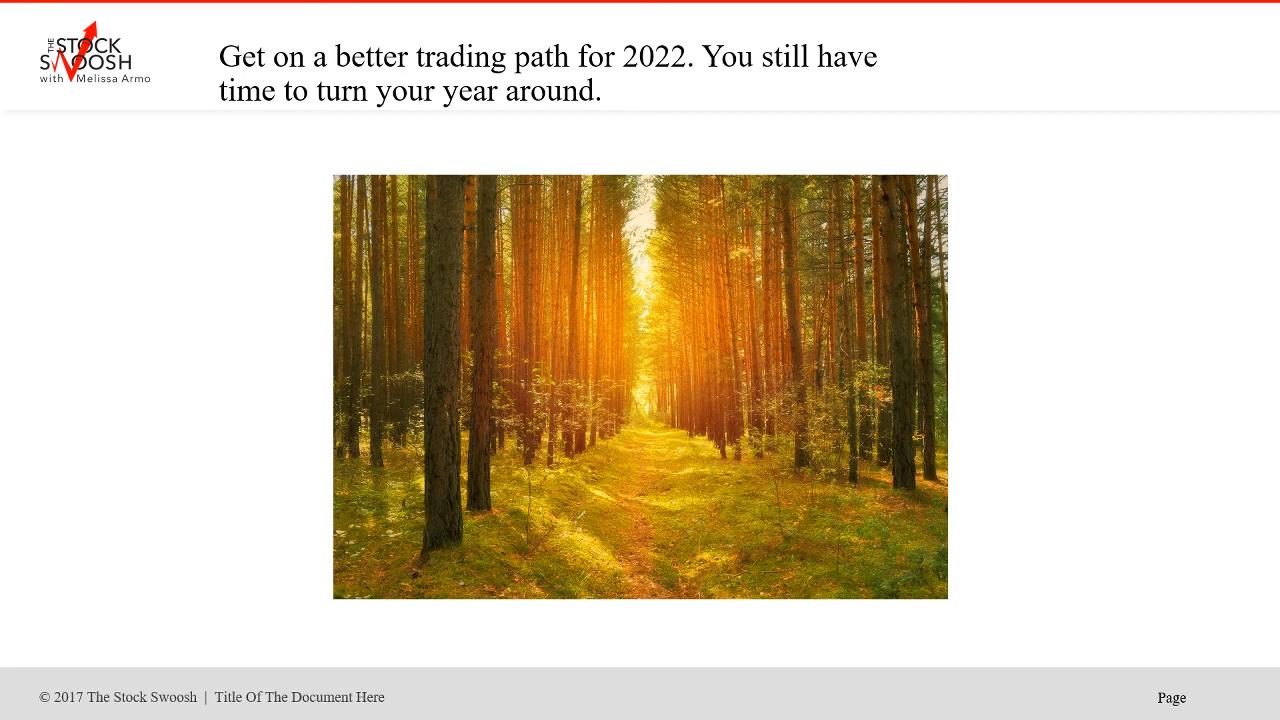 THE
STOCK
SWOOSH
with Melissa Armo
Get on a better trading path for 2022. You still have
time to turn your year around.
© 2017 The Stock Swoosh | Title Of The Document Here
Page